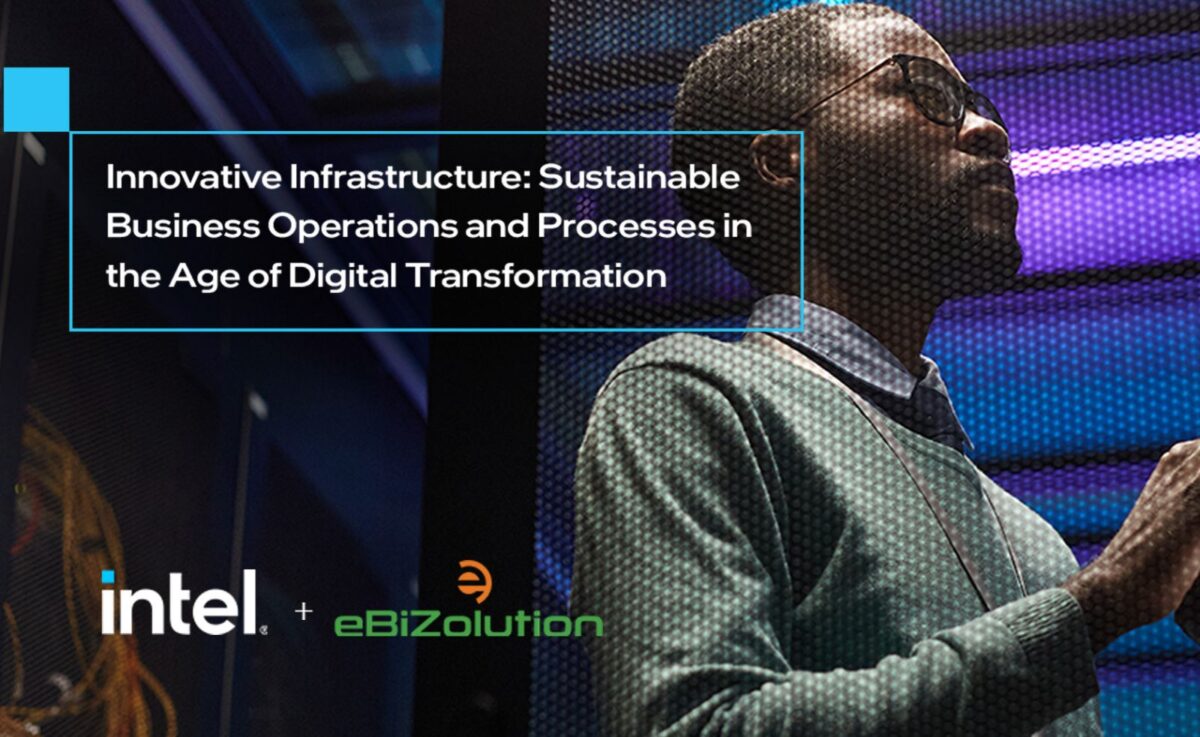 Innovative Infrastructure: Sustainable
Business Operations and Processes in
the Age of Digital Transformation
intel. + eBiZolution